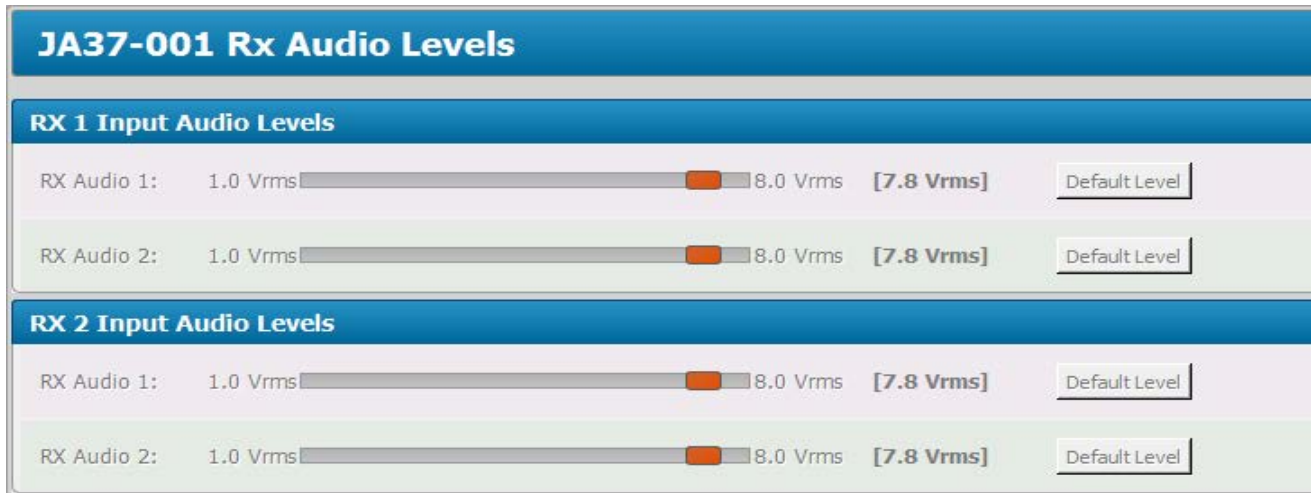 JA37-001 Rx Audio Levels
RX 1 Input Audio Levels
RX Audio 1: 1.0 Vrms 8.0 Vrms [7.8 Vrms] Default Level
RX Audio 2: 1.0 Vrms 8.0 Vrms [7.8 Vrms] Default Level
RX 2 Input Audio Levels
RX Audio 1: 1.0 Vrms 8.0 Vrms [7.8 Vrms] Default Level
RX Audio 2: 1.0 Vrms 8.0 Vrms [7.8 Vrms] Default Level